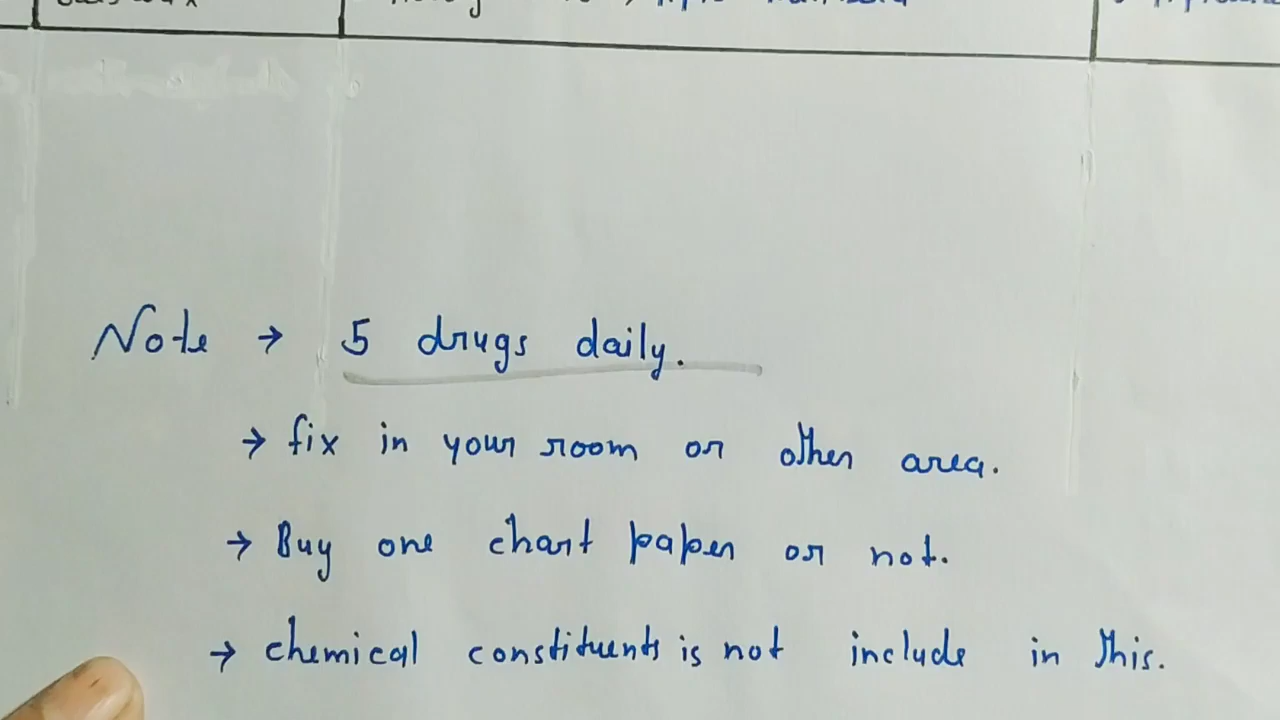 Note → 5 drugs daily.
→ fix in your room or other area.
→ Buy one chart paper or not.
→ chemical constituents is not include in this.